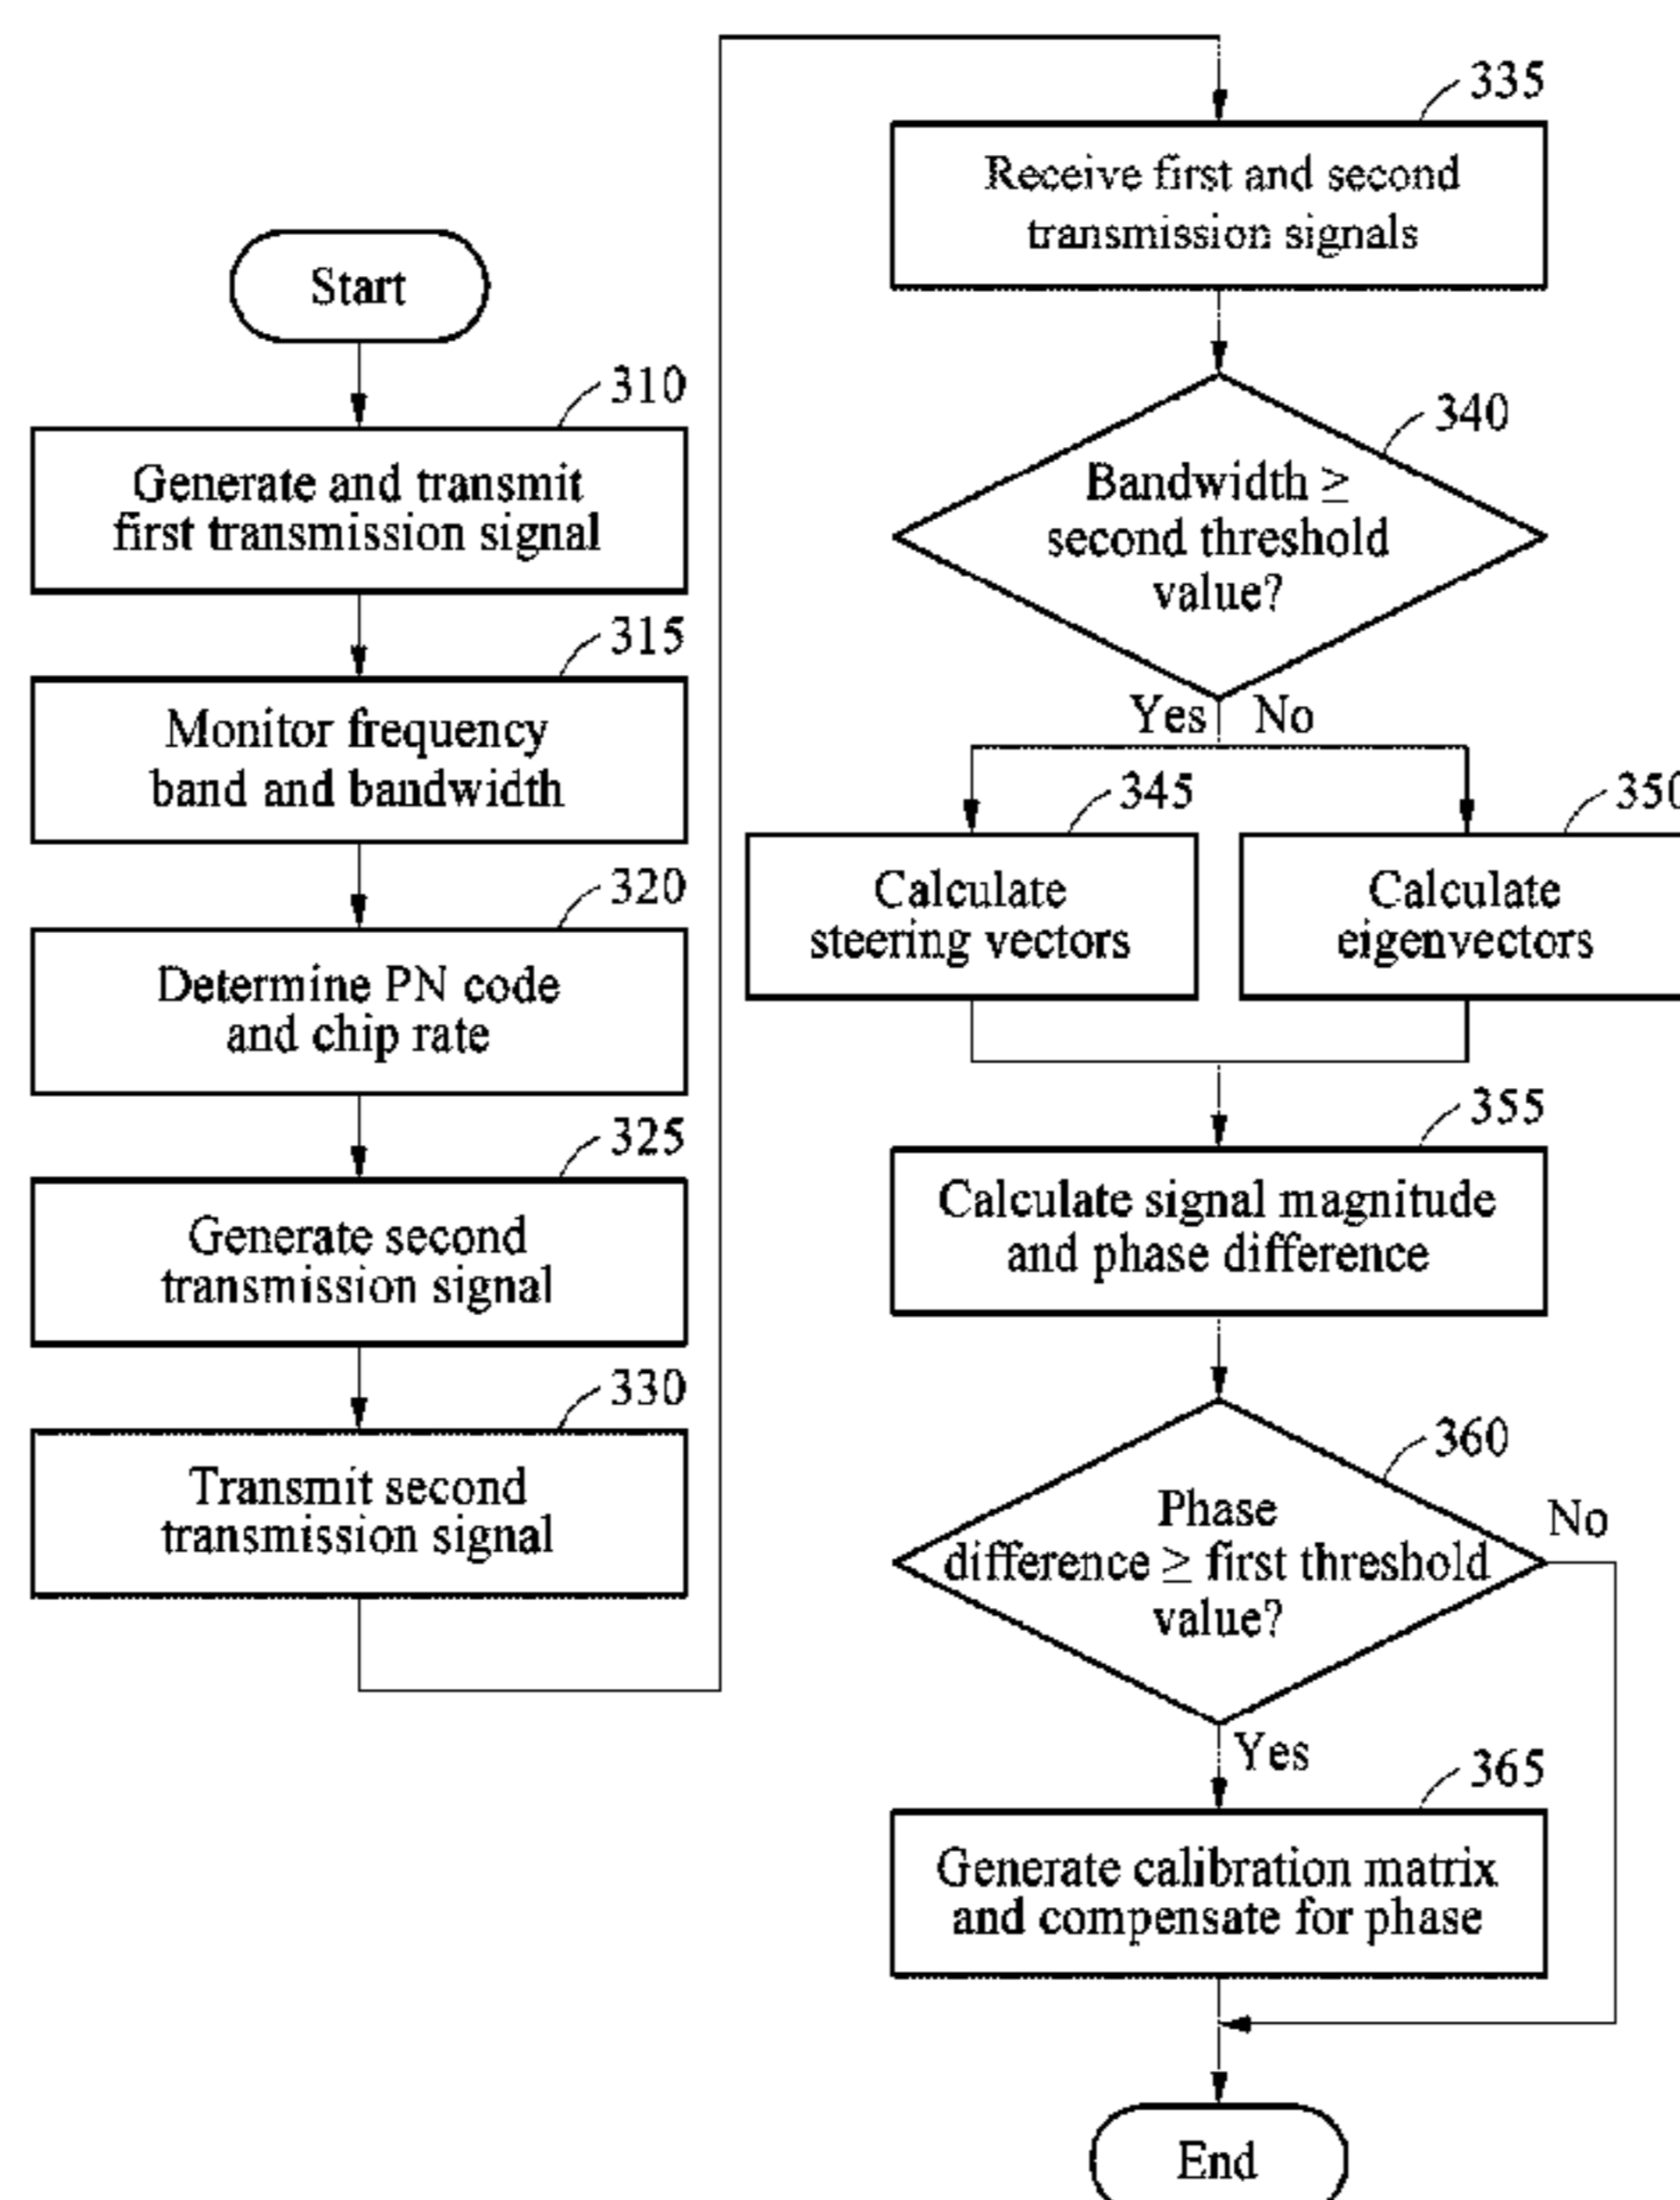 Start
310
Generate and transmit
first transmission signal
315
Monitor frequency
band and bandwidth
320
Determine PN code
and chip rate
325
Generate second
transmission signal
330
Transmit second
transmission signal
335
Receive first and second
transmission signals
340
Bandwidth ≥
second threshold
value?
Yes No
345
Calculate
steering vectors
350
Calculate
eigenvectors
355
Calculate signal magnitude
and phase difference
360
Phase
difference ≥ first threshold
value?
No
Yes
365
Generate calibration matrix
and compensate for phase
End